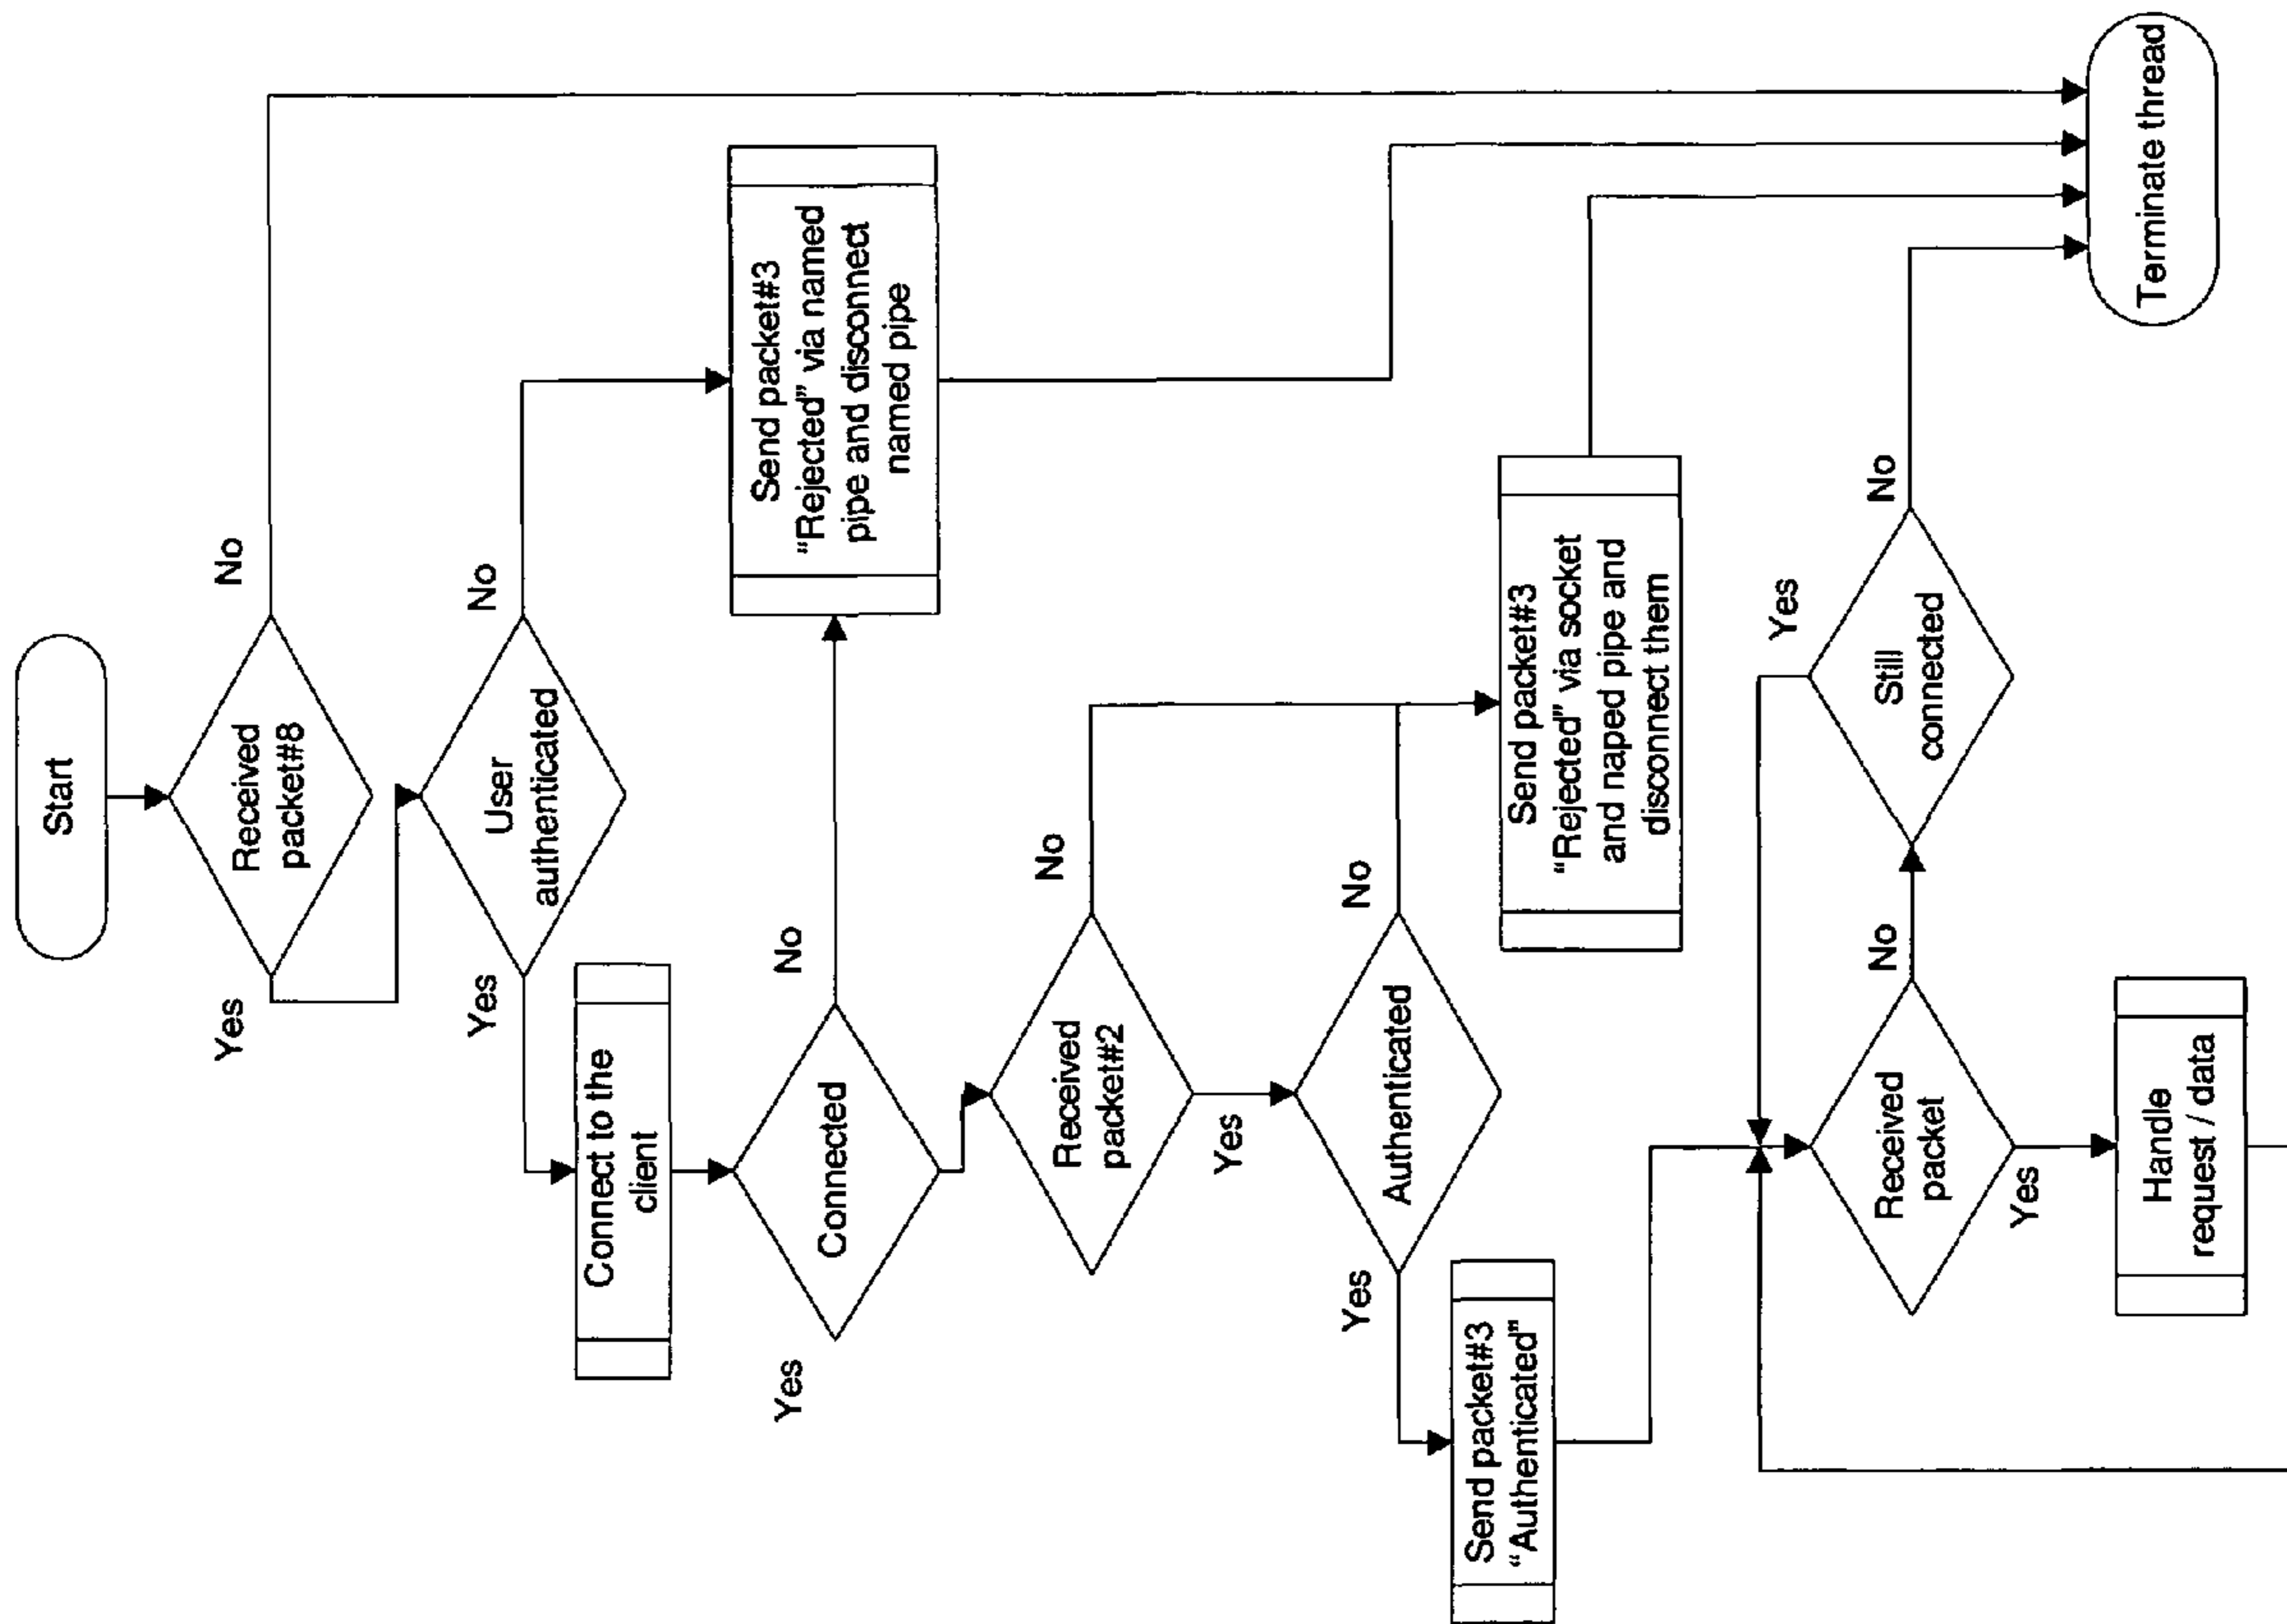 Start
Received
packet#8
No
Yes
User
authenticated
No
Yes
Connect to the
client
Send packet#3
“Rejected” via named
pipe and disconnect
named pipe
Connected
No
Yes
Received
packet#2
No
Yes
Authenticated
No
Yes
Send packet#3
“Rejected” via socket
and naped pipe and
disconnect them
Send packet#3
“Authenticated”
Received
packet
No
Yes
Still
connected
Yes
No
Handle
request / data
Terminate thread